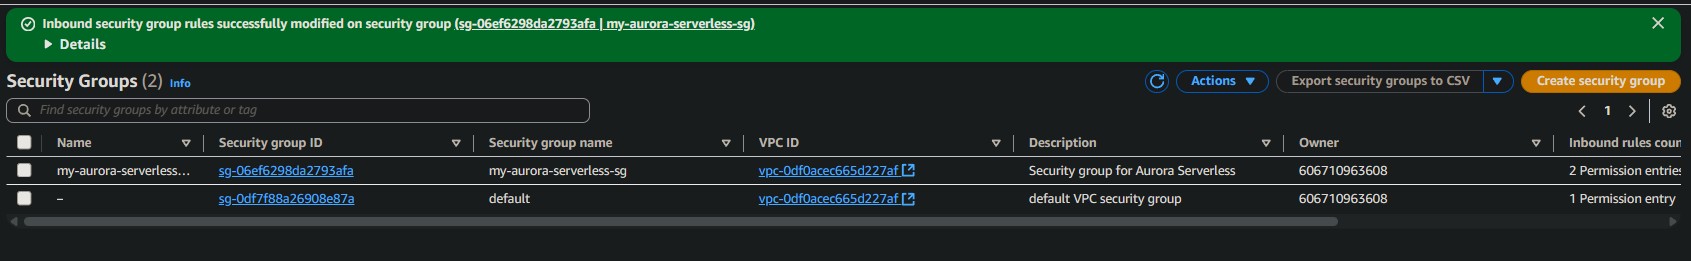 Inbound security group rules successfully modified on security group (sg-06ef6298da2793afa | my-aurora-serverless-sg)
Details
Security Groups (2) Info
Actions
Export security groups to CSV
Create security group
Find security groups by attribute or tag
1
Name Security group ID Security group name VPC ID Description Owner Inbound rules coun
my-aurora-serverless... sg-06ef6298da2793afa my-aurora-serverless-sg vpc-0df0acec665d227af Security group for Aurora Serverless 606710963608 2 Permission entries
– sg-0df7f88a26908e87a default vpc-0df0acec665d227af default VPC security group 606710963608 1 Permission entry